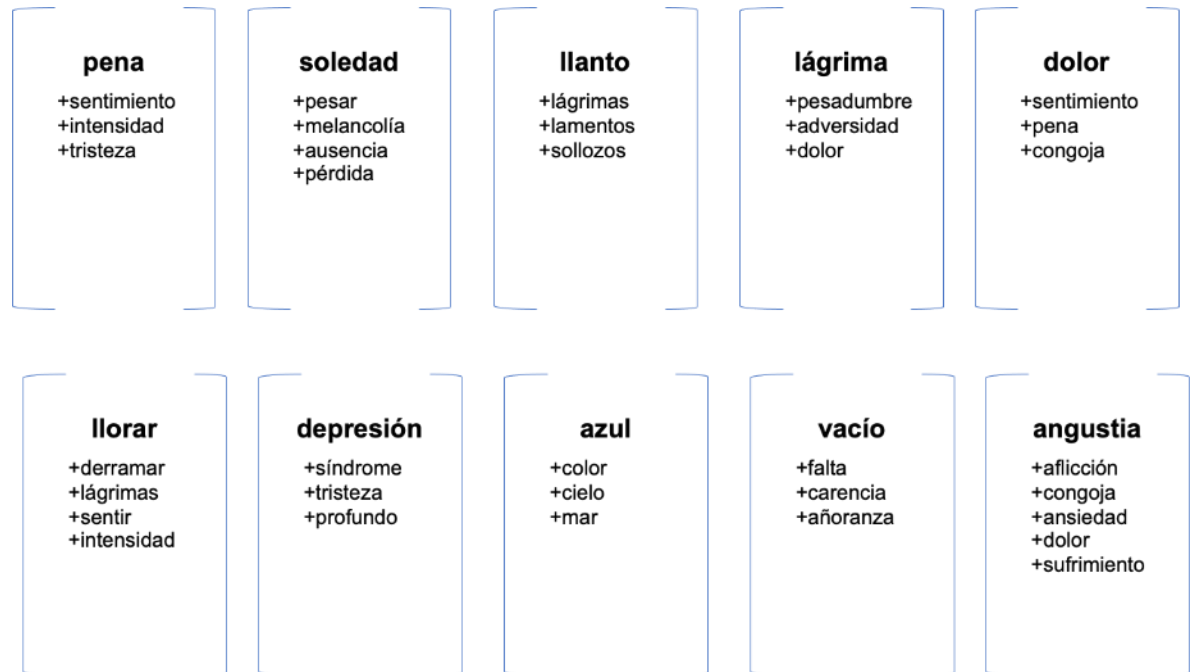 pena
+sentimiento
+intensidad
+tristeza
soledad
+pesar
+melancolía
+ausencia
+pérdida
llanto
+lágrimas
+lamentos
+sollozos
lágrima
+pesadumbre
+adversidad
+dolor
dolor
+sentimiento
+pena
+congoja
llorar
+derramar
+lágrimas
+sentir
+intensidad
depresión
+síndrome
+tristeza
+profundo
azul
+color
+cielo
+mar
vacío
+falta
+carencia
+añoranza
angustia
+aflicción
+congoja
+ansiedad
+dolor
+sufrimiento